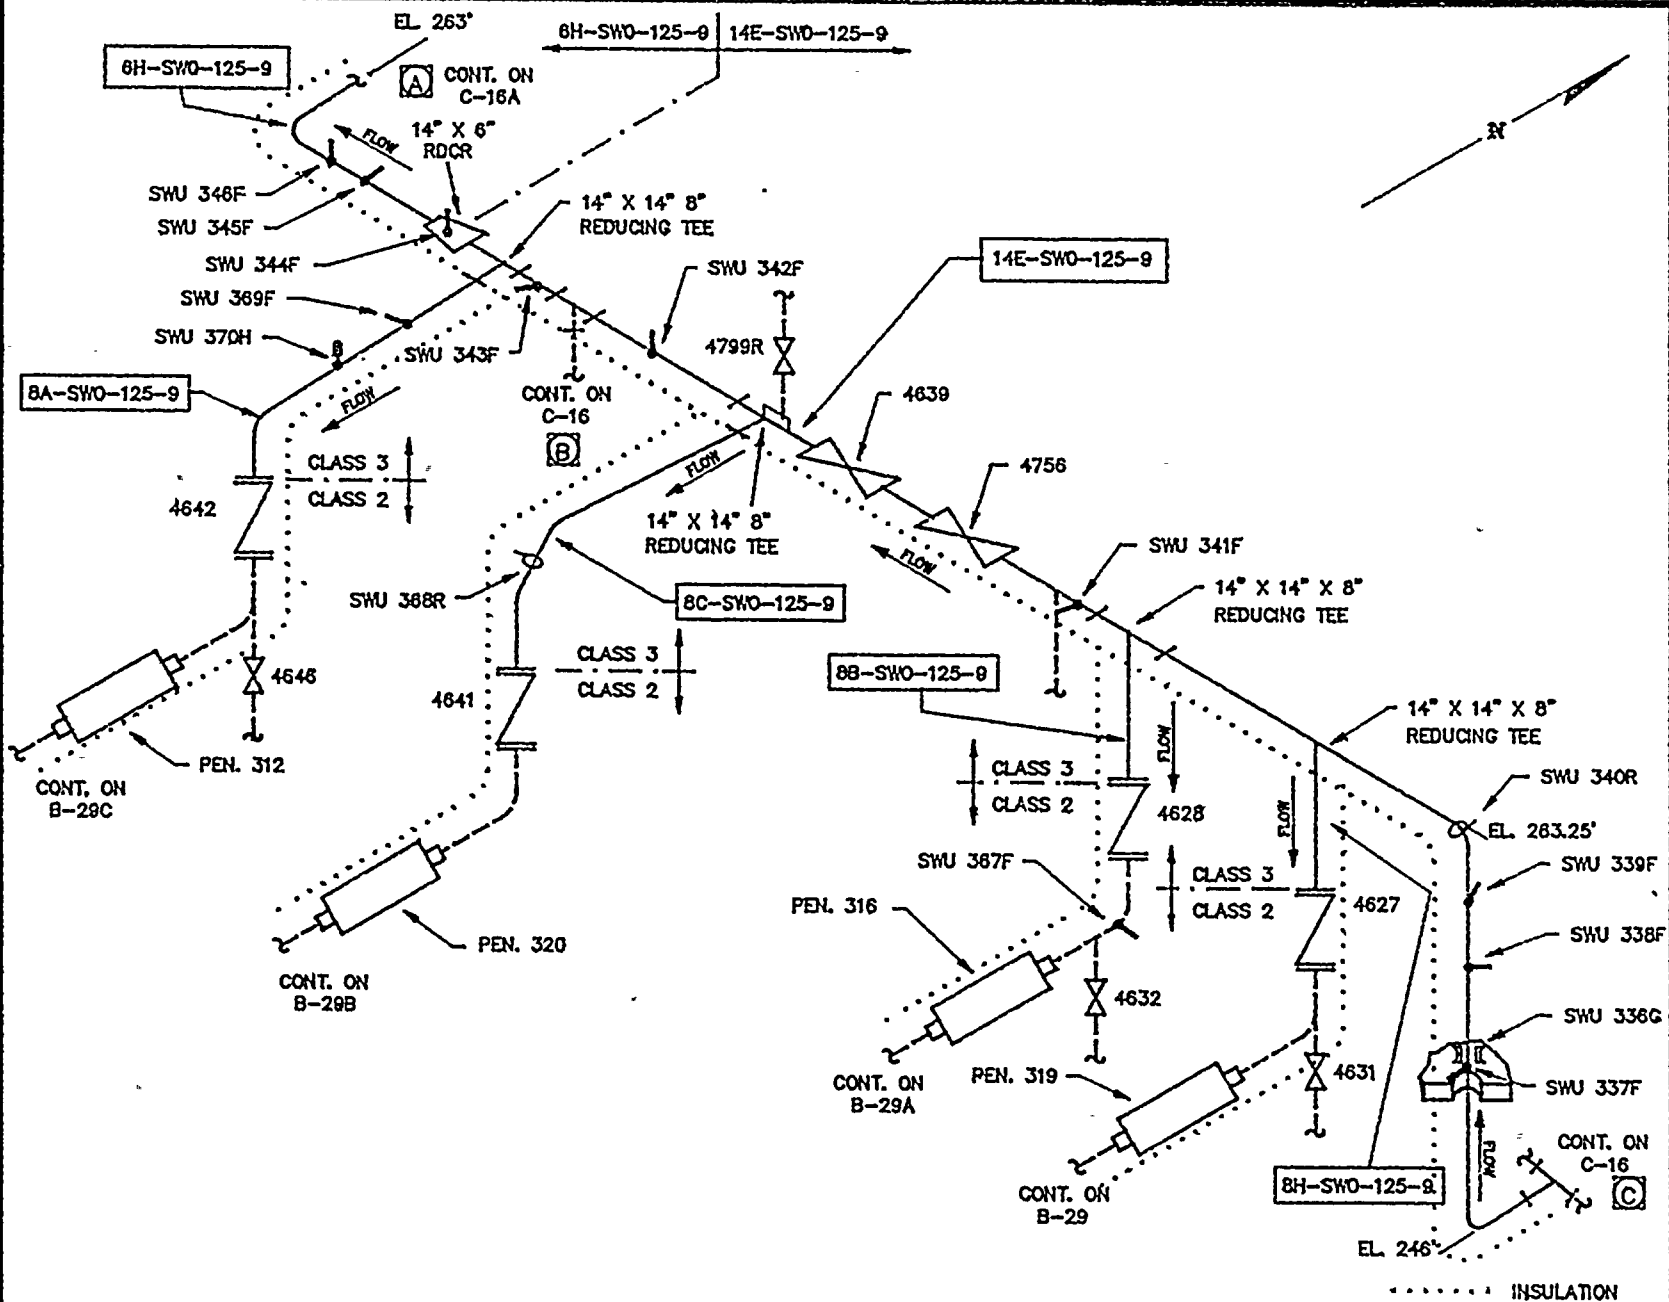 EL. 263'
6H-SWO-125-9
14E-SWO-125-9
6H-SWO-125-9
A
CONT. ON
C-16A
FLOW
14" X 6"
RDCR
N
SWU 346F
SWU 345F
SWU 344F
SWU 369F
SWU 370H
14" X 14" 8"
REDUCING TEE
SWU 342F
14E-SWO-125-9
SWU 343F
4799R
8A-SWO-125-9
FLOW
CONT. ON
C-16
B
4639
CLASS 3
CLASS 2
4642
FLOW
4756
14" X 14" 8"
REDUCING TEE
FLOW
SWU 341F
SWU 368R
8C-SWO-125-9
14" X 14" X 8"
REDUCING TEE
4646
4641
CLASS 3
CLASS 2
8B-SWO-125-9
14" X 14" X 8"
REDUCING TEE
PEN. 312
CONT. ON
B-29C
FLOW
CLASS 3
CLASS 2
4628
FLOW
SWU 340R
EL. 263.25'
SWU 367F
CLASS 3
CLASS 2
4627
SWU 339F
PEN. 316
SWU 338F
PEN. 320
CONT. ON
B-29B
4632
SWU 336G
CONT. ON
B-29A
PEN. 319
4631
SWU 337F
FLOW
CONT. ON
C-16
C
8H-SWO-125-9
CONT. ON
B-29
EL. 246'
INSULATION